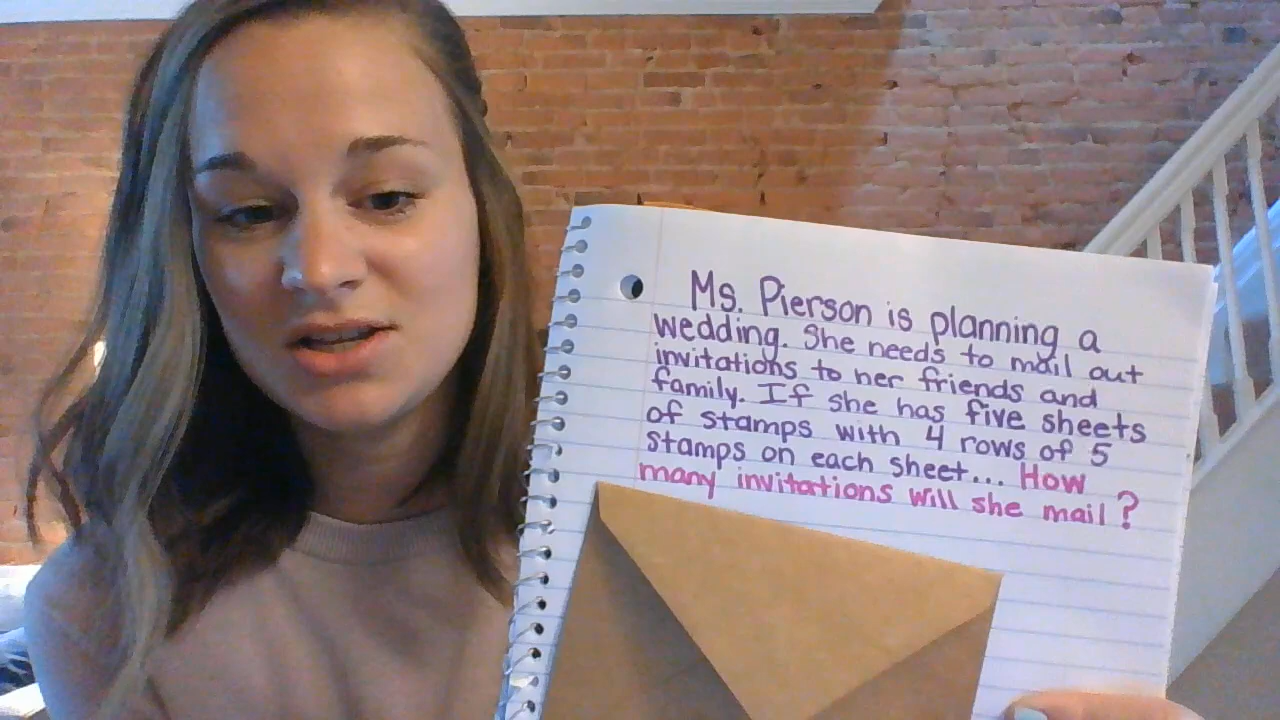 Ms. Pierson is planning a
wedding. She needs to mail out
invitations to her friends and
family. If she has five sheets
of stamps with 4 rows of 5
stamps on each sheet... How
many invitations will she mail?